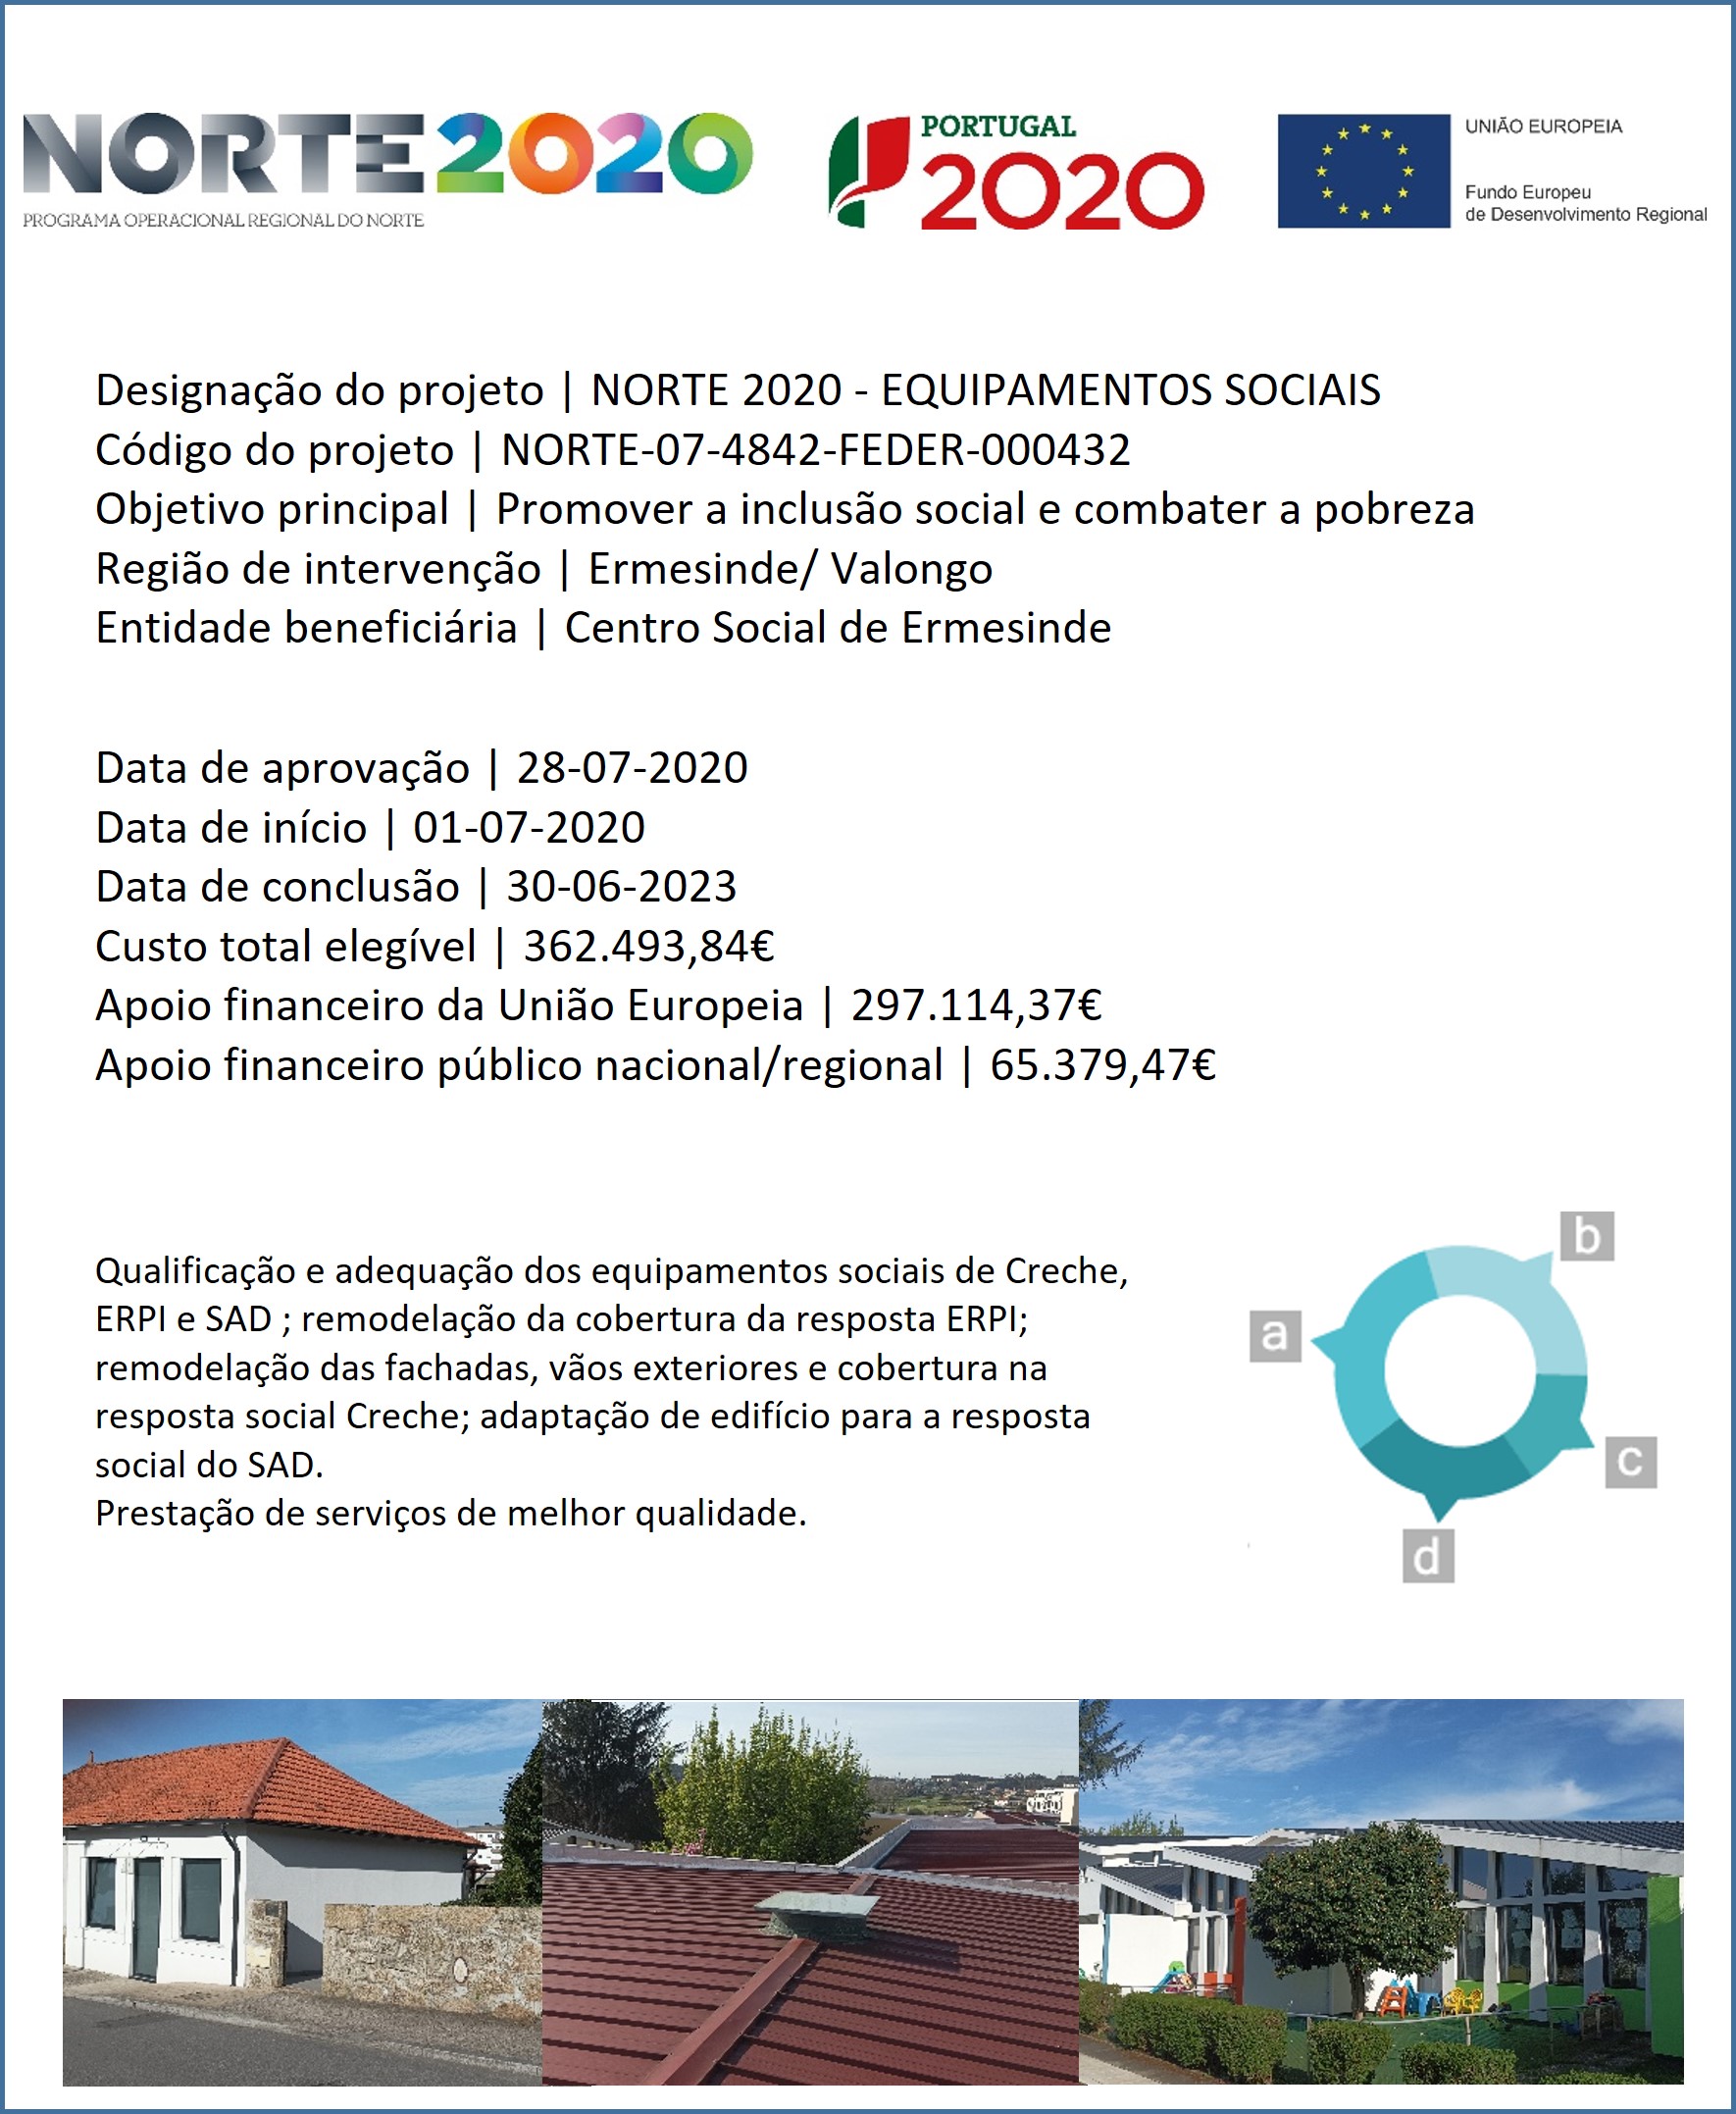 NORTE2020
PROGRAMA OPERACIONAL REGIONAL DO NORTE
PORTUGAL
2020
UNIÃO EUROPEIA
Fundo Europeu
de Desenvolvimento Regional
Designação do projeto | NORTE 2020 - EQUIPAMENTOS SOCIAIS
Código do projeto | NORTE-07-4842-FEDER-000432
Objetivo principal | Promover a inclusão social e combater a pobreza
Região de intervenção | Ermesinde/ Valongo
Entidade beneficiária | Centro Social de Ermesinde
Data de aprovação | 28-07-2020
Data de início | 01-07-2020
Data de conclusão | 30-06-2023
Custo total elegível | 362.493,84€
Apoio financeiro da União Europeia | 297.114,37€
Apoio financeiro público nacional/regional | 65.379,47€
Qualificação e adequação dos equipamentos sociais de Creche,
ERPI e SAD ; remodelação da cobertura da resposta ERPI;
remodelação das fachadas, vãos exteriores e cobertura na
resposta social Creche; adaptação de edifício para a resposta
social do SAD.
Prestação de serviços de melhor qualidade.
b
a
c
d